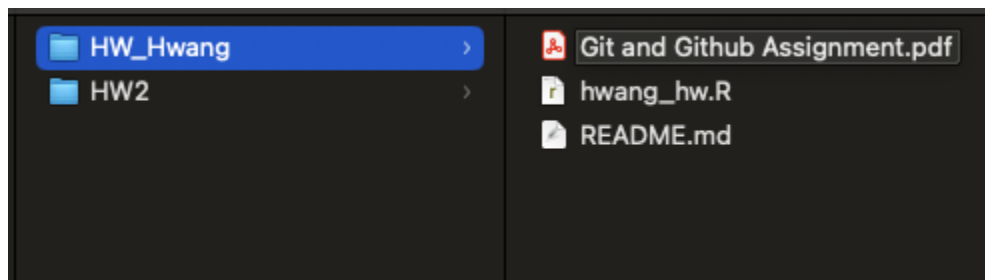 HW_Hwang
HW2
Git and Github Assignment.pdf
hwang_hw.R
README.md